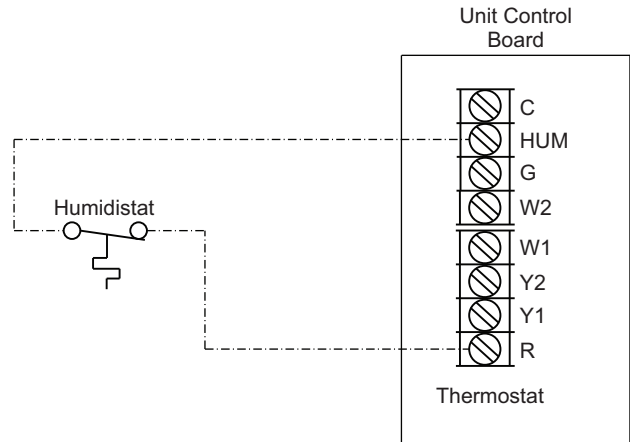 Unit Control
Board
C
HUM
G
Humidistat
W2
W1
Y2
Y1
R
Thermostat